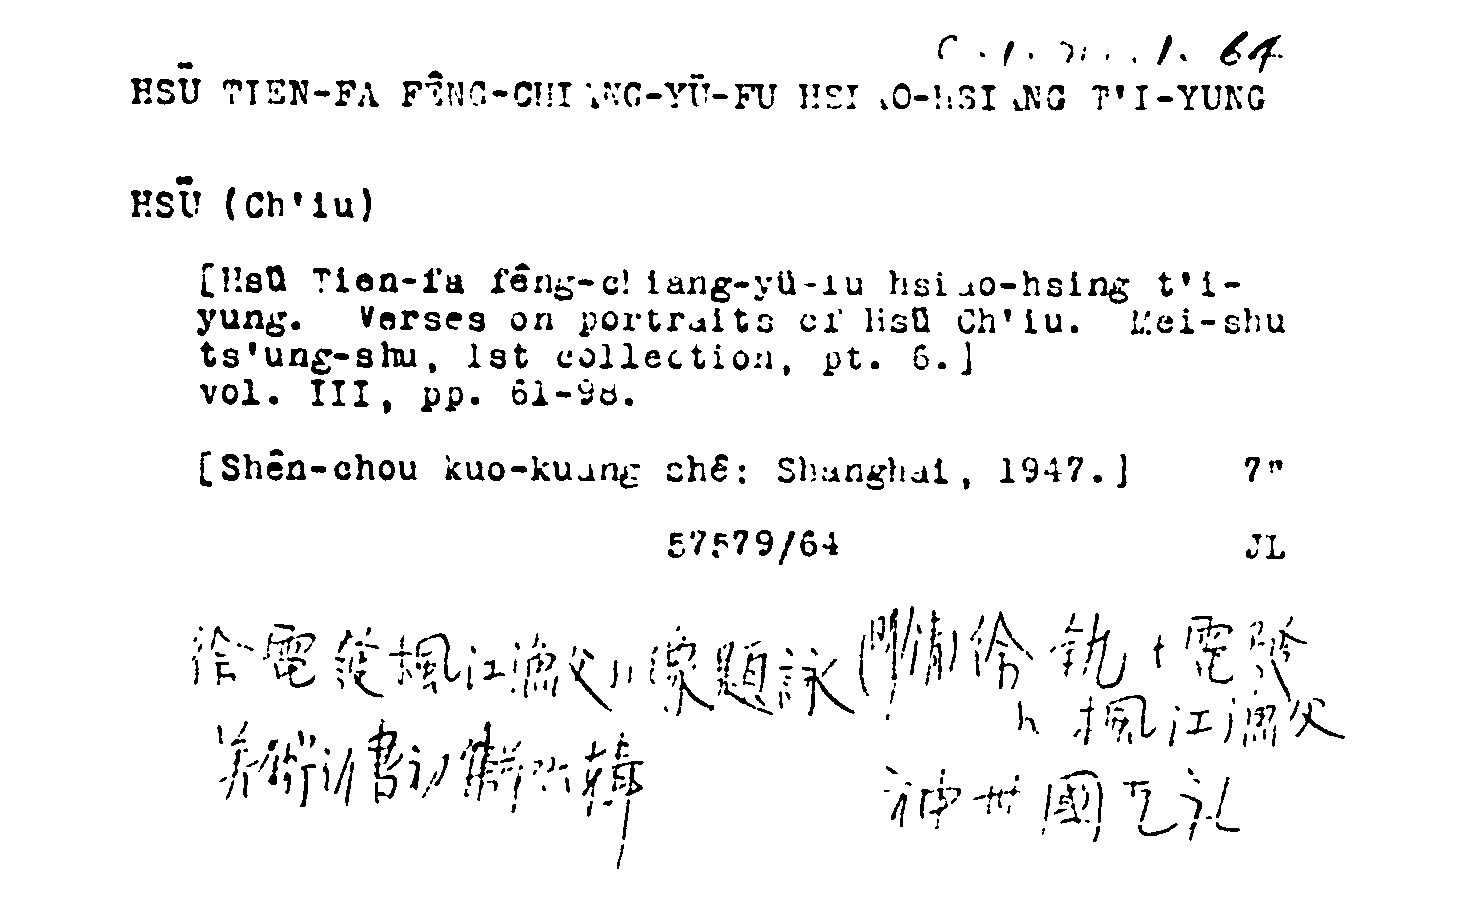 64
HSÜ TIEN-FA FÊNG-CHIANG-YÜ-FU HSIAO-HSIANG T'I-YUNG
HSÜ (Ch'iu)
[Hsü Tien-fa fêng-chiang-yü-fu hsiao-hsing t'i-
yung. Verses on portraits of Hsü Ch'iu. Mei-shu
ts'ung-shu, 1st collection, pt. 6.]
vol. III, pp. 61-98.
[Shên-chou kuo-kuang shê: Shanghai, 1947.] 7"
57579/64 JL
徐電發楓江漁父小像題詠 (清) 徐釚 電發
楓江漁父
美術叢書初集第六輯
神州國光社